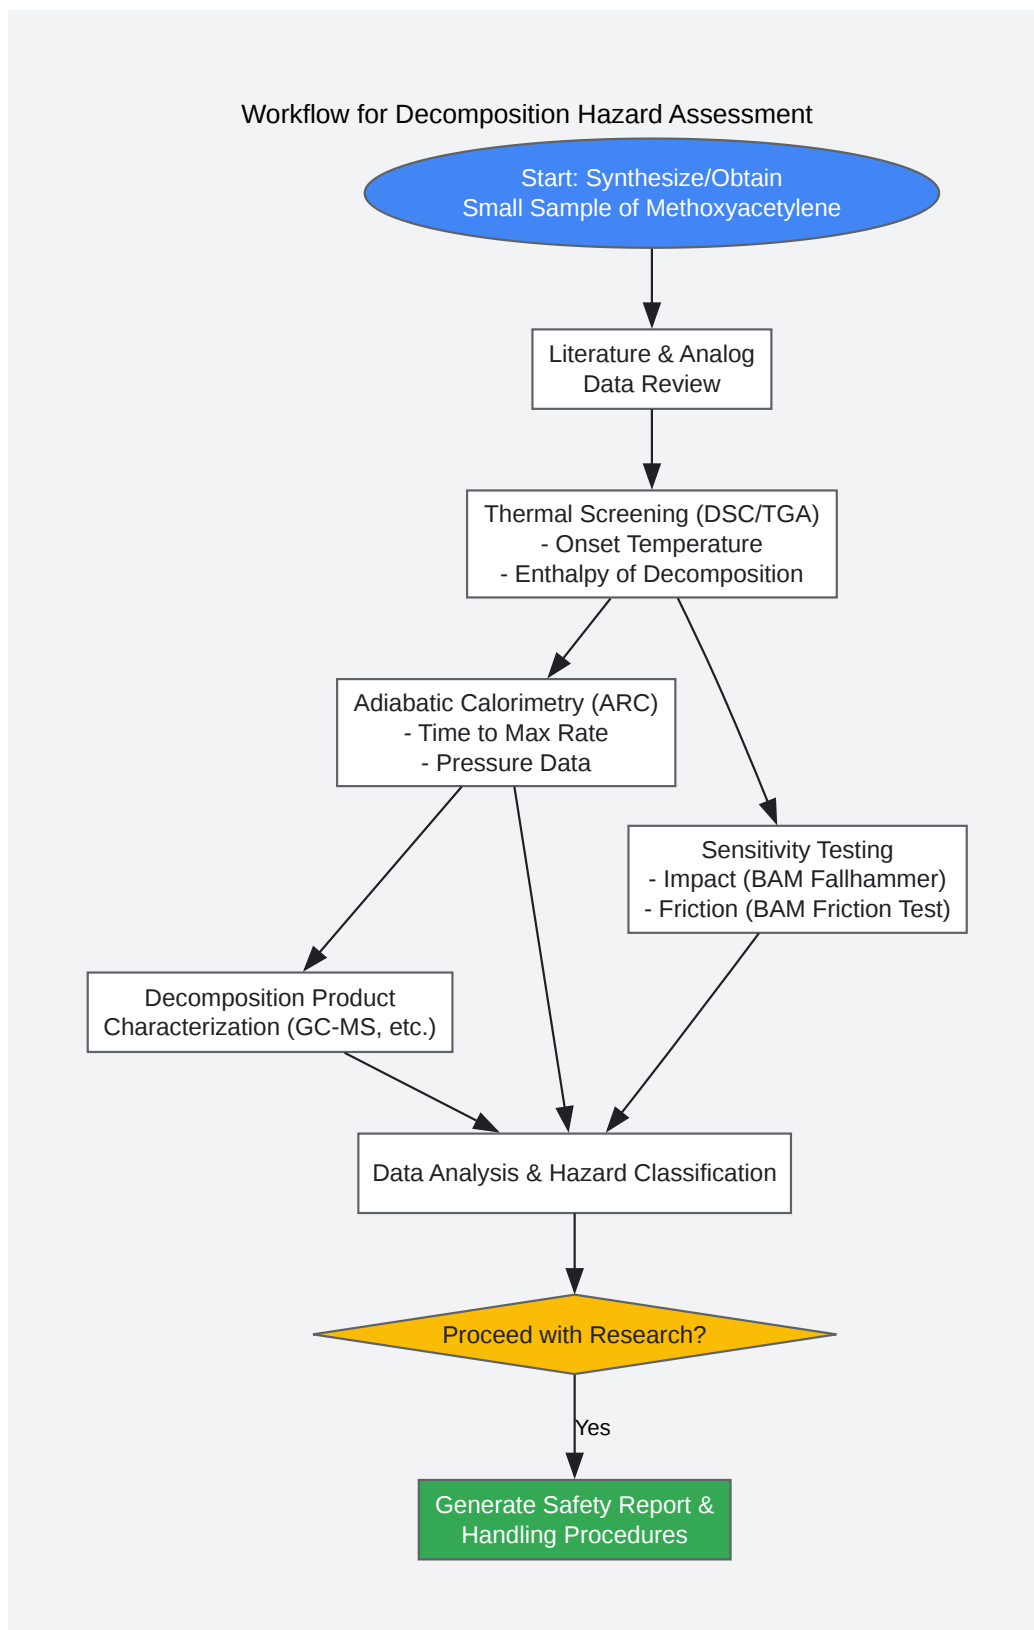 Workflow for Decomposition Hazard Assessment
Start: Synthesize/Obtain
Small Sample of Methoxyacetylene
Literature & Analog
Data Review
Thermal Screening (DSC/TGA)
- Onset Temperature
- Enthalpy of Decomposition
Adiabatic Calorimetry (ARC)
- Time to Max Rate
- Pressure Data
Sensitivity Testing
- Impact (BAM Fallhammer)
- Friction (BAM Friction Test)
Decomposition Product
Characterization (GC-MS, etc.)
Data Analysis & Hazard Classification
Proceed with Research?
Yes
Generate Safety Report &
Handling Procedures